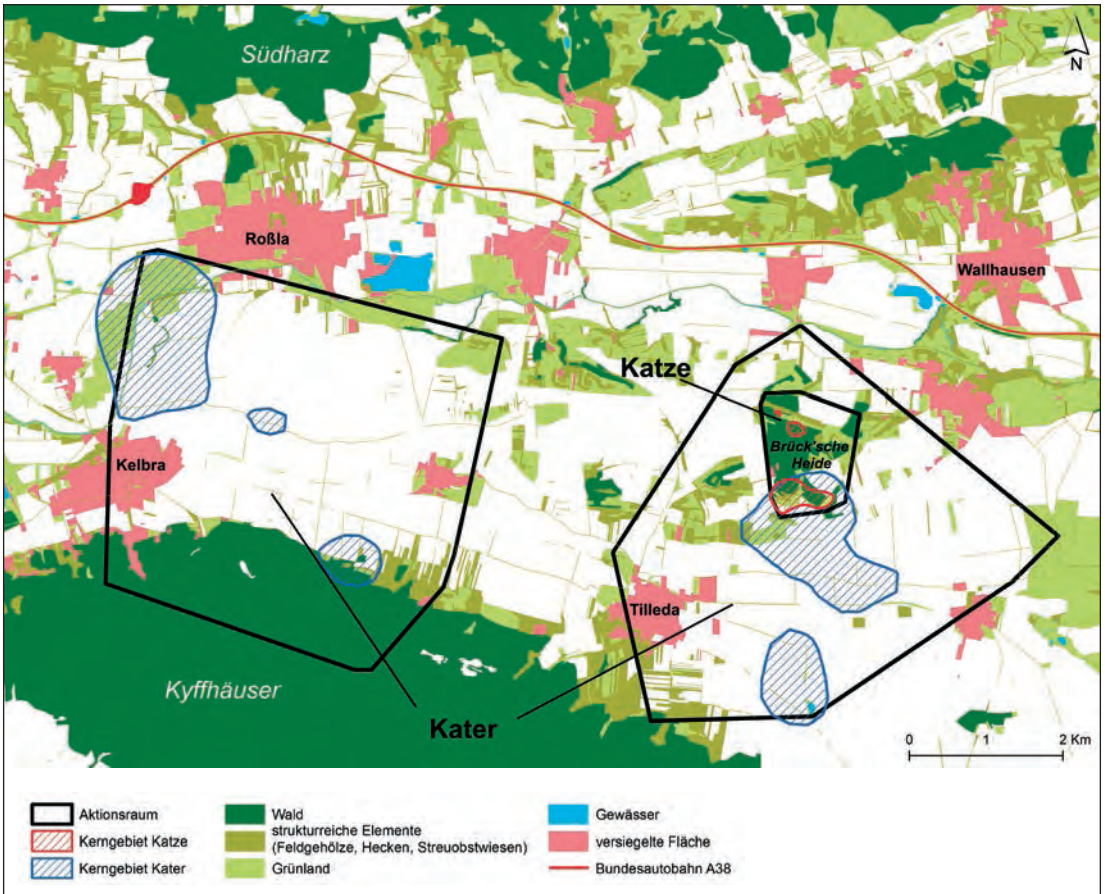 Südharz
N
Roßla
Wallhausen
Katze
Brück'sche
Heide
Kelbra
Tilleda
Kyffhäuser
Kater
0 1 2 Km
Aktionsraum
Kerngebiet Katze
Kerngebiet Kater
Wald
strukturreiche Elemente
(Feldgehölze, Hecken, Streuobstwiesen)
Grünland
Gewässer
versiegelte Fläche
Bundesautobahn A38